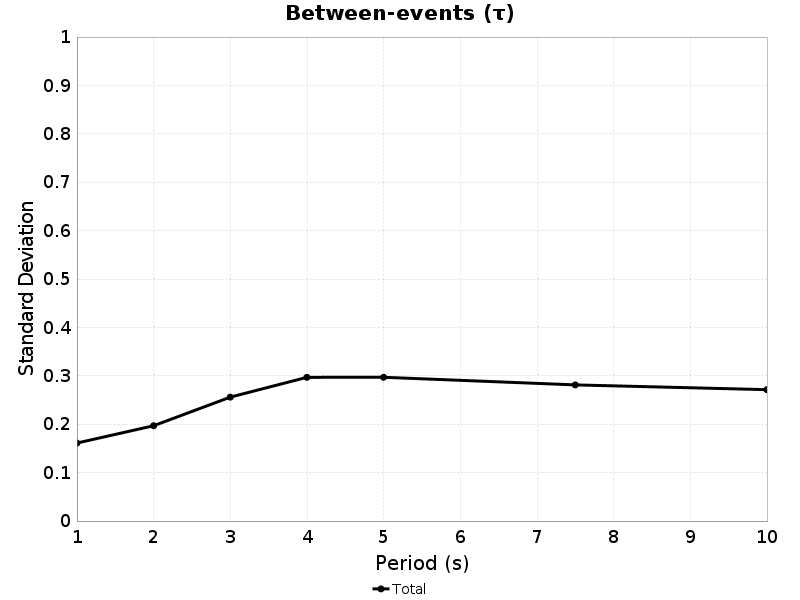 Between-events (τ)
1
0.9
0.8
0.7
0.6
0.5
0.4
0.3
0.2
0.1
0
Standard Deviation
1 2 3 4 5 6 7 8 9 10
Period (s)
Total